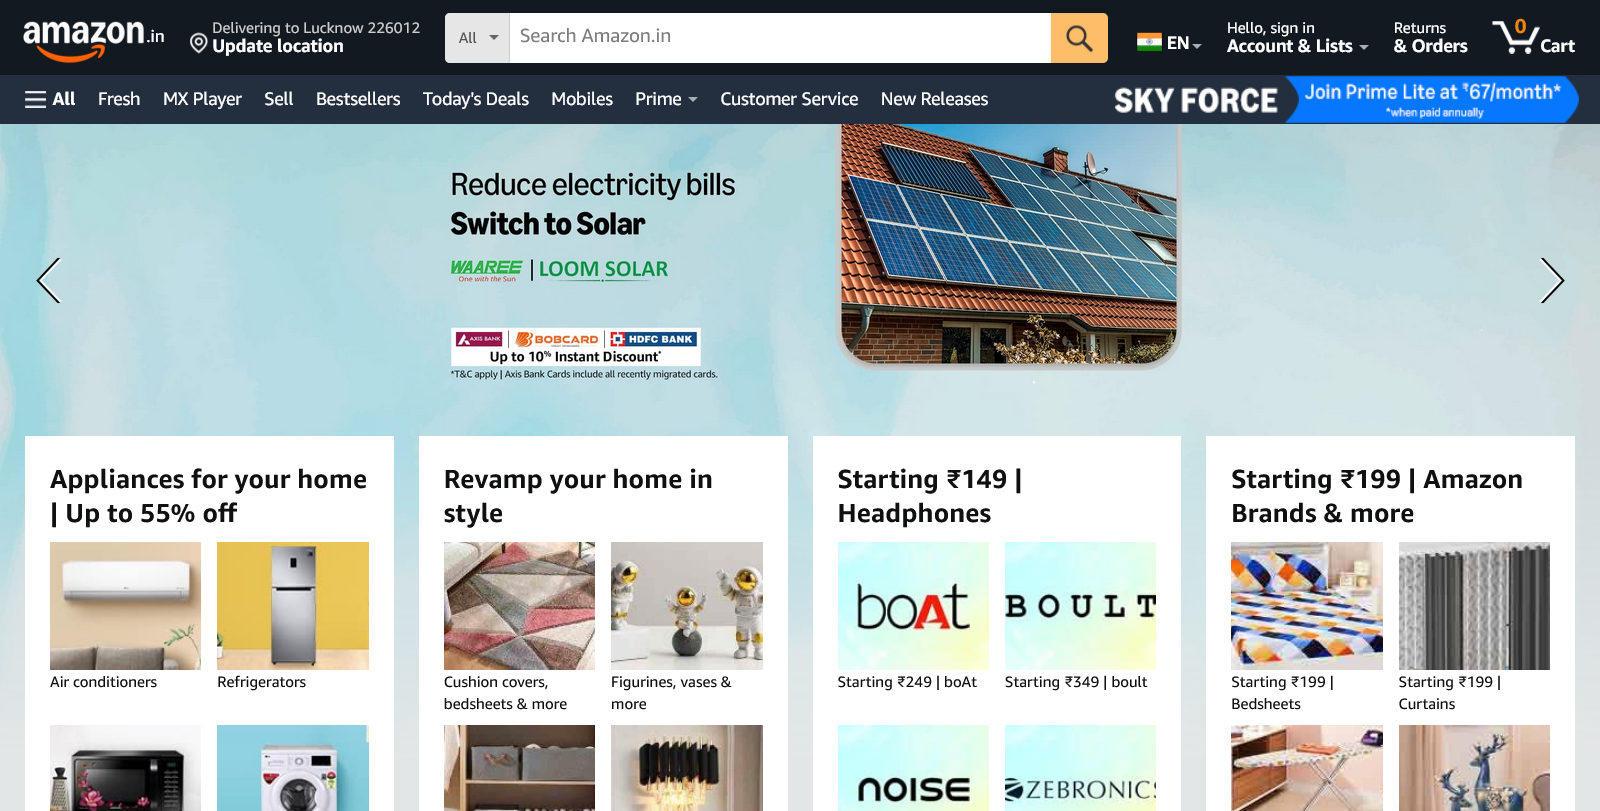 amazon.in
Delivering to Lucknow 226012
Update location
All
Search Amazon.in
EN
Hello, sign in
Account & Lists
Returns
& Orders
0
Cart
All
Fresh
MX Player
Sell
Bestsellers
Today's Deals
Mobiles
Prime
Customer Service
New Releases
SKY FORCE
Join Prime Lite at ₹67/month*
*when paid annually
Reduce electricity bills
Switch to Solar
WAAREE
One with the Sun
LOOM SOLAR
AXIS BANK
BOBCARD
HDFC BANK
Up to 10% Instant Discount*
*T&C apply | Axis Bank Cards include all recently migrated cards.
Appliances for your home
| Up to 55% off
Air conditioners
Refrigerators
Revamp your home in
style
Cushion covers,
bedsheets & more
Figurines, vases &
more
Starting ₹149 |
Headphones
boAt
BOULT
Starting ₹249 | boAt
Starting ₹349 | boult
NOISE
ZEBRONICS
Starting ₹199 | Amazon
Brands & more
Starting ₹199 |
Bedsheets
Starting ₹199 |
Curtains